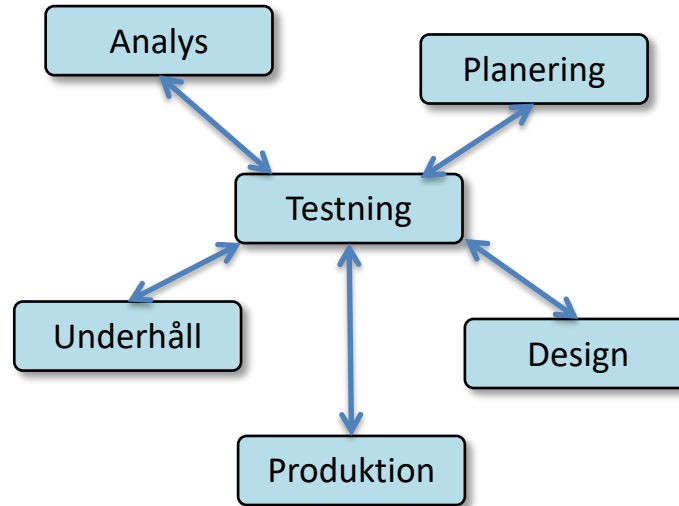 Analys
Planering
Testning
Underhåll
Design
Produktion